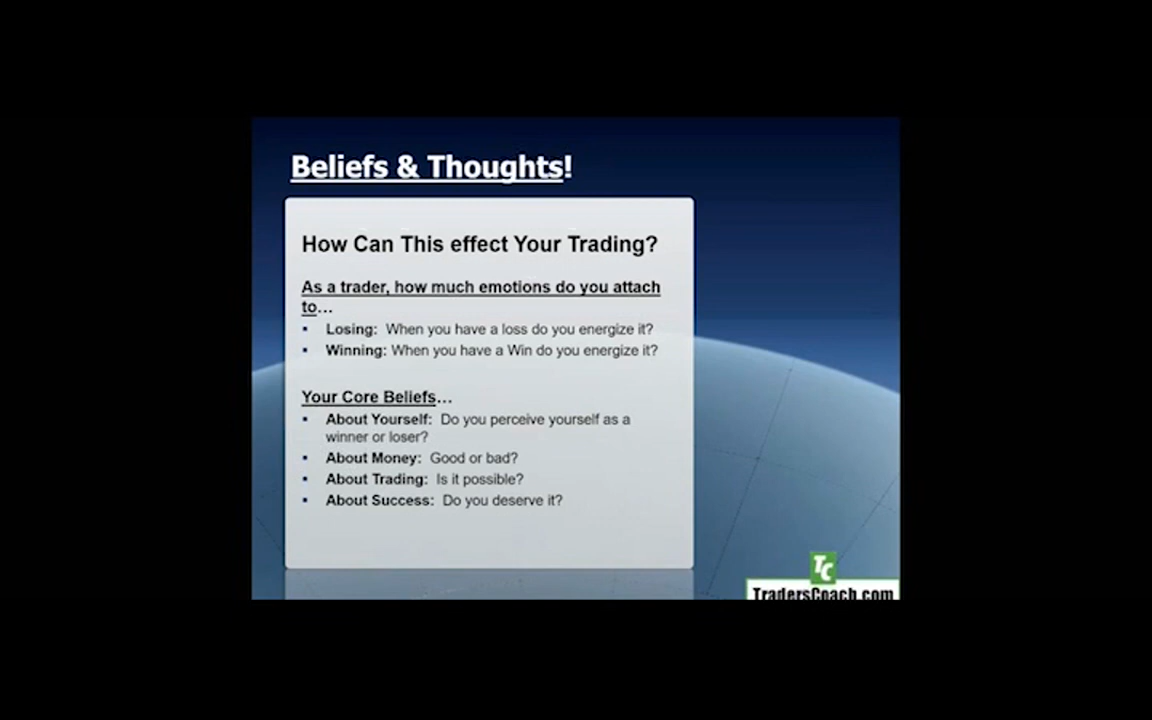 Beliefs & Thoughts!
How Can This effect Your Trading?
As a trader, how much emotions do you attach
to...
▪ Losing: When you have a loss do you energize it?
▪ Winning: When you have a Win do you energize it?
Your Core Beliefs...
▪ About Yourself: Do you perceive yourself as a
winner or loser?
▪ About Money: Good or bad?
▪ About Trading: Is it possible?
▪ About Success: Do you deserve it?
TC
TradersCoach.com